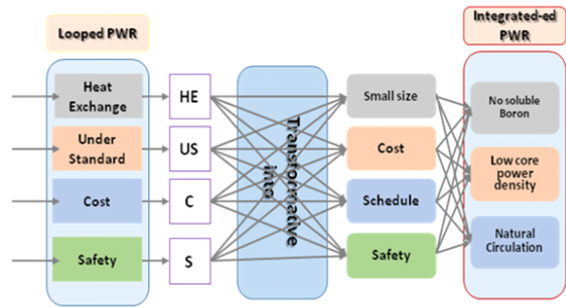 Looped PWR
Integrated-ed
PWR
Heat
Exchange
HE
Small size
No soluble
Boron
Under
Standard
US
Cost
Low core
power
density
Cost
C
Schedule
Natural
Circulation
Safety
S
Safety
Transformative
into